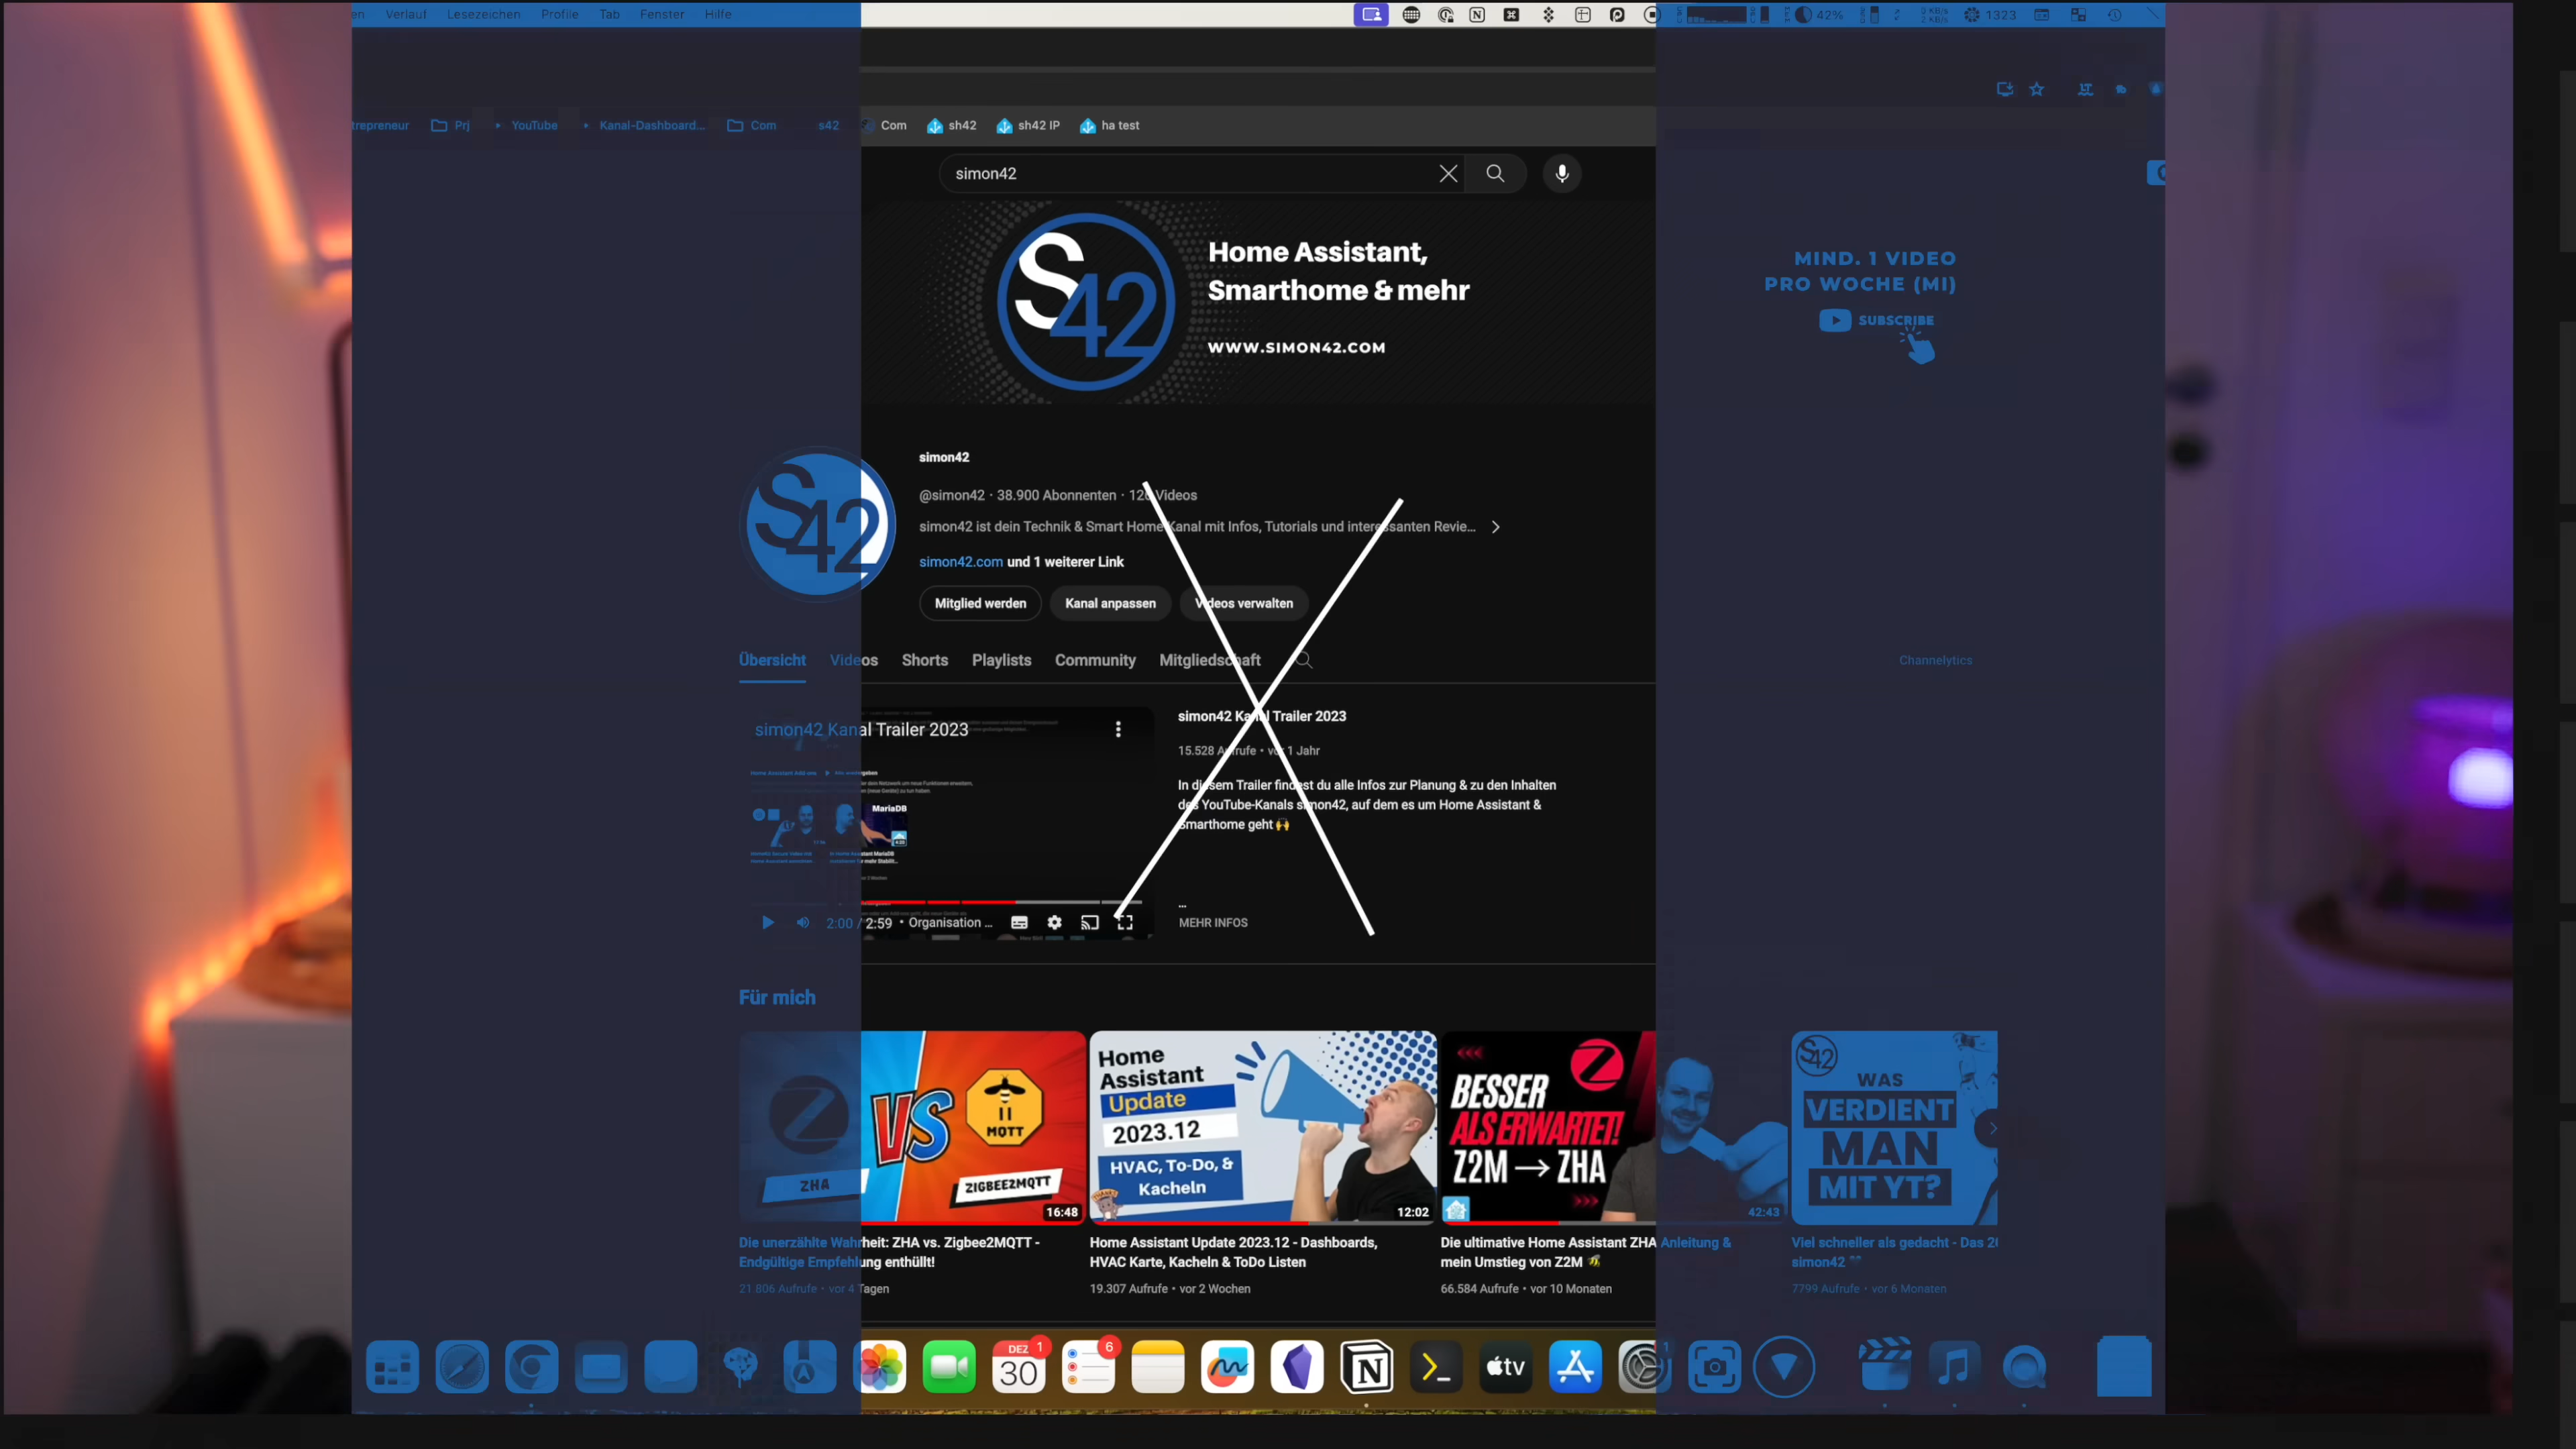 en Verlauf Lesezeichen Profile Tab Fenster Hilfe
42% 0 KB/s 2 KB/s 1323
trepreneur Prj YouTube Kanal-Dashboard... Com s42 Com sh42 sh42 IP ha test
simon42
S42
Home Assistant,
Smarthome & mehr
WWW.SIMON42.COM
MIND. 1 VIDEO
PRO WOCHE (MI)
SUBSCRIBE
S42
simon42
@simon42 · 38.900 Abonnenten · 126 Videos
simon42 ist dein Technik & Smart Home Kanal mit Infos, Tutorials und interessanten Revie...
simon42.com und 1 weiterer Link
Mitglied werden Kanal anpassen Videos verwalten
Übersicht Videos Shorts Playlists Community Mitgliedschaft
Channelytics
simon42 Kanal Trailer 2023
MariaDB
2:00 / 2:59 • Organisation ...
simon42 Kanal Trailer 2023
15.528 Aufrufe • vor 1 Jahr
In diesem Trailer findest du alle Infos zur Planung & zu den Inhalten
des YouTube-Kanals simon42, auf dem es um Home Assistant &
Smarthome geht 🙌
...
MEHR INFOS
Für mich
ZHA
VS
MQTT
ZIGBEE2MQTT
16:48
Home
Assistant
Update
2023.12
HVAC, To-Do, &
Kacheln
12:02
BESSER
ALS ERWARTET!
Z2M → ZHA
42:43
S42
WAS
VERDIENT
MAN
MIT YT?
Die unerzählte Wahrheit: ZHA vs. Zigbee2MQTT -
Endgültige Empfehlung enthüllt!
21.806 Aufrufe • vor 4 Tagen
Home Assistant Update 2023.12 - Dashboards,
HVAC Karte, Kacheln & ToDo Listen
19.307 Aufrufe • vor 2 Wochen
Die ultimative Home Assistant ZHA Anleitung &
mein Umstieg von Z2M 🐝
66.584 Aufrufe • vor 10 Monaten
Viel schneller als gedacht - Das
simon42
7799 Aufrufe • vor 6 Monaten
DEZ
30
1
6
tv